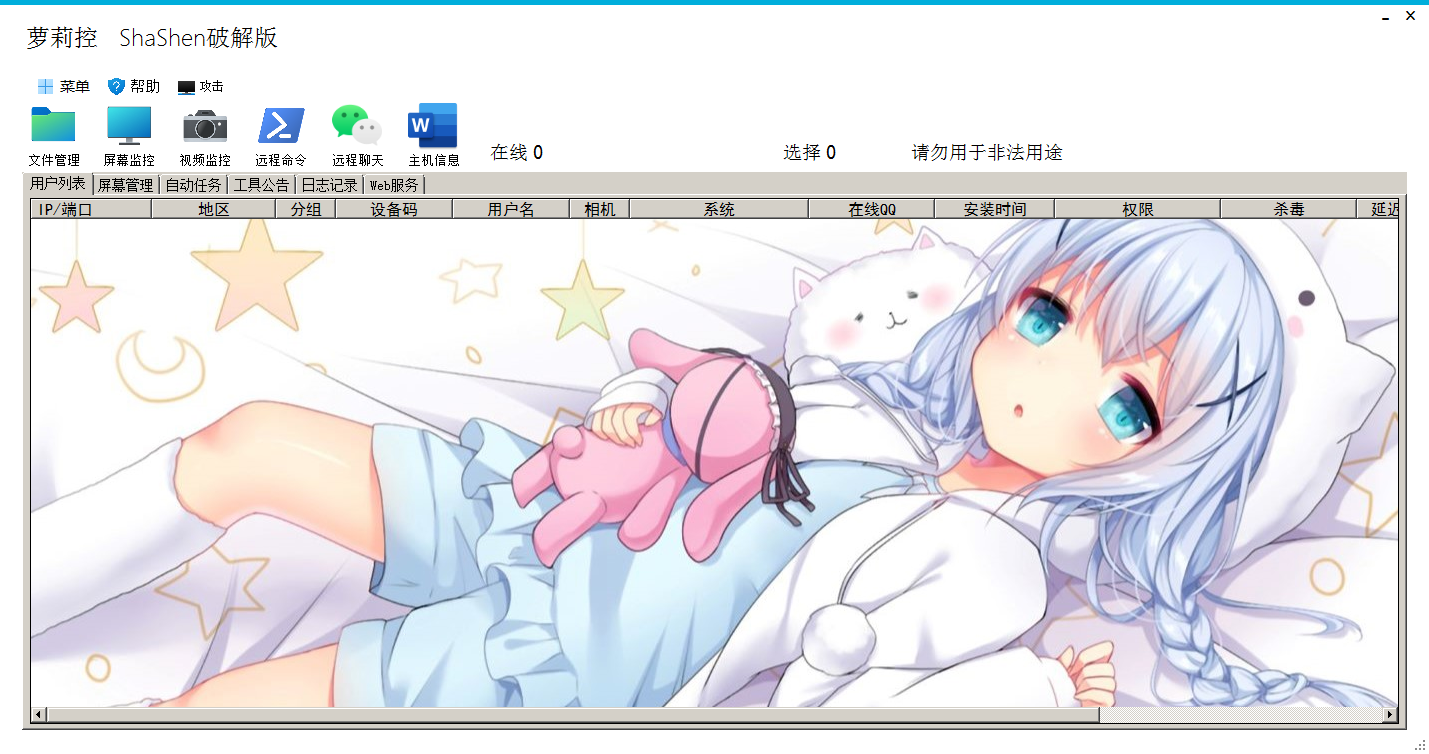 萝莉控 ShaShen破解版
菜单 帮助 攻击
文件管理 屏幕监控 视频监控 远程命令 远程聊天 主机信息 在线 0 选择 0 请勿用于非法用途
用户列表 屏幕管理 自动任务 工具公告 日志记录 Web服务
IP/端口 地区 分组 设备码 用户名 相机 系统 在线QQ 安装时间 权限 杀毒 延迟